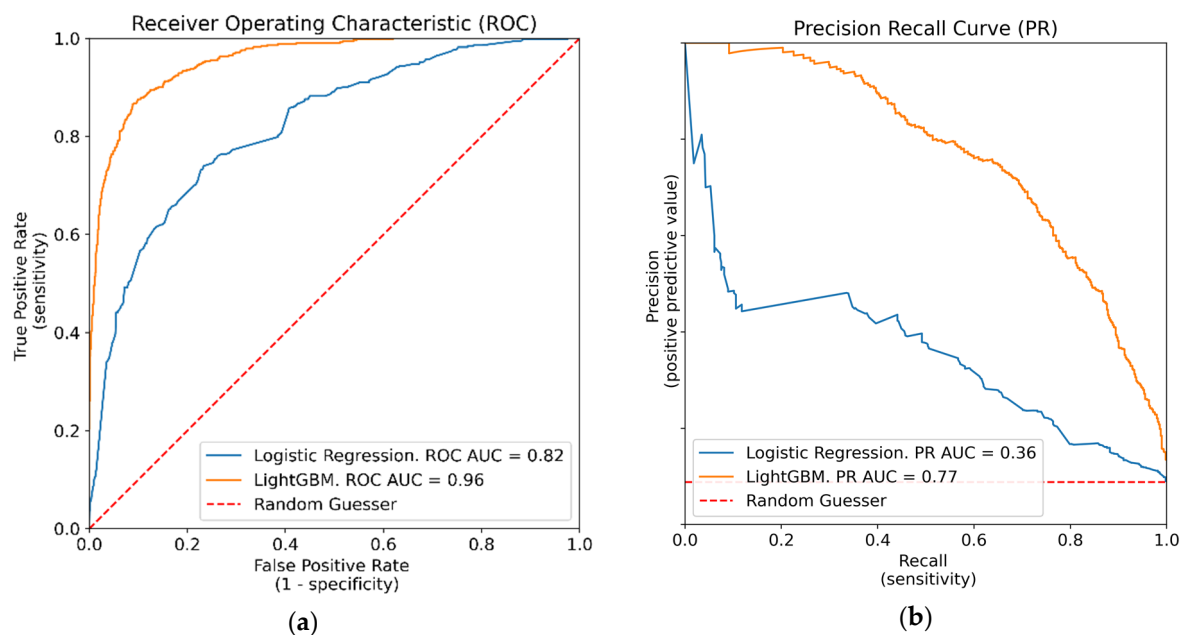 Receiver Operating Characteristic (ROC)
1.0
0.8
0.6
0.4
0.2
0.0
True Positive Rate
(sensitivity)
Logistic Regression. ROC AUC = 0.82
LightGBM. ROC AUC = 0.96
Random Guesser
0.0 0.2 0.4 0.6 0.8 1.0
False Positive Rate
(1 - specificity)
(a)
Precision Recall Curve (PR)
Precision
(positive predictive value)
Logistic Regression. PR AUC = 0.36
LightGBM. PR AUC = 0.77
Random Guesser
0.0 0.2 0.4 0.6 0.8 1.0
Recall
(sensitivity)
(b)